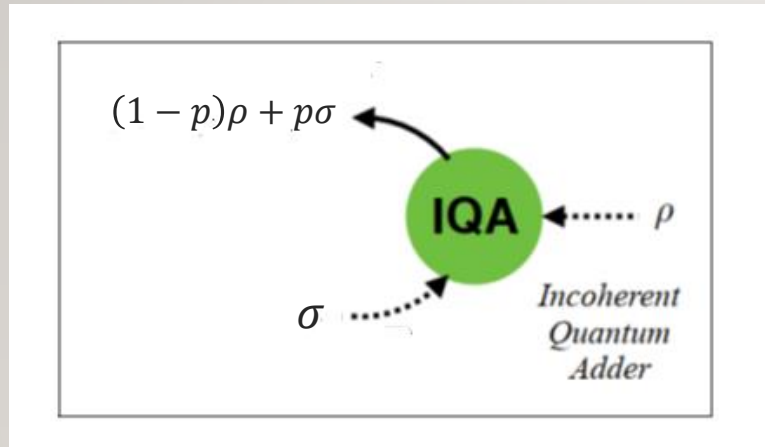 (1 − p)ρ + pσ
IQA
ρ
σ
Incoherent
Quantum
Adder